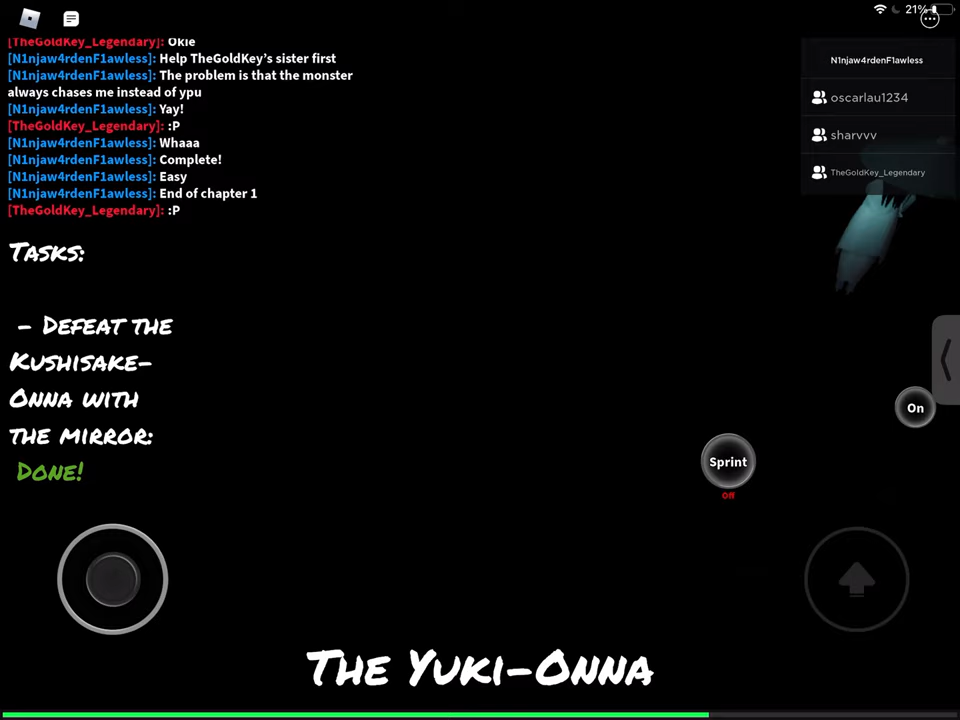 21%
[TheGoldKey_Legendary]: Okie
[N1njaw4rdenF1awless]: Help TheGoldKey's sister first
[N1njaw4rdenF1awless]: The problem is that the monster
always chases me instead of ypu
[N1njaw4rdenF1awless]: Yay!
[TheGoldKey_Legendary]: :P
[N1njaw4rdenF1awless]: Whaaa
[N1njaw4rdenF1awless]: Complete!
[N1njaw4rdenF1awless]: Easy
[N1njaw4rdenF1awless]: End of chapter 1
[TheGoldKey_Legendary]: :P
N1njaw4rdenF1awless
oscarlau1234
sharvvv
TheGoldKey_Legendary
Tasks:
- Defeat the
Kushisake-
Onna with
the mirror:
Done!
On
Sprint
Off
The Yuki-Onna